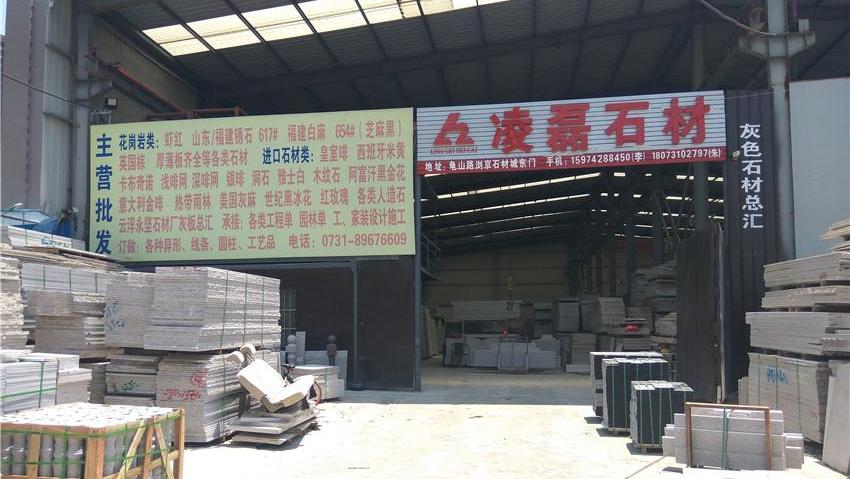 主营批发
花岗岩类：虾红 山东/福建锈石 617# 福建白麻 654#（芝麻黑）
英国综 厚薄板齐全等各类石材 进口石材类：皇室啡 西班牙米黄
卡布奇诺 浅啡网 深啡网 银啡 洞石 雅士白 木纹石 阿富汗黑金花
意大利金啡 热带雨林 美国灰麻 世纪黑冰花 红玫瑰 各类人造石
云浮永垩石材厂灰板总汇 承接：各类工程单 园林单 工、家装设计施工
订做：各种异形、线条、圆柱、工艺品 电话：0731-89676609
凌磊石材
地址：龟山路浏京石材城东门 手机：15974288450(李) 18073102797(朱)
灰色石材总汇